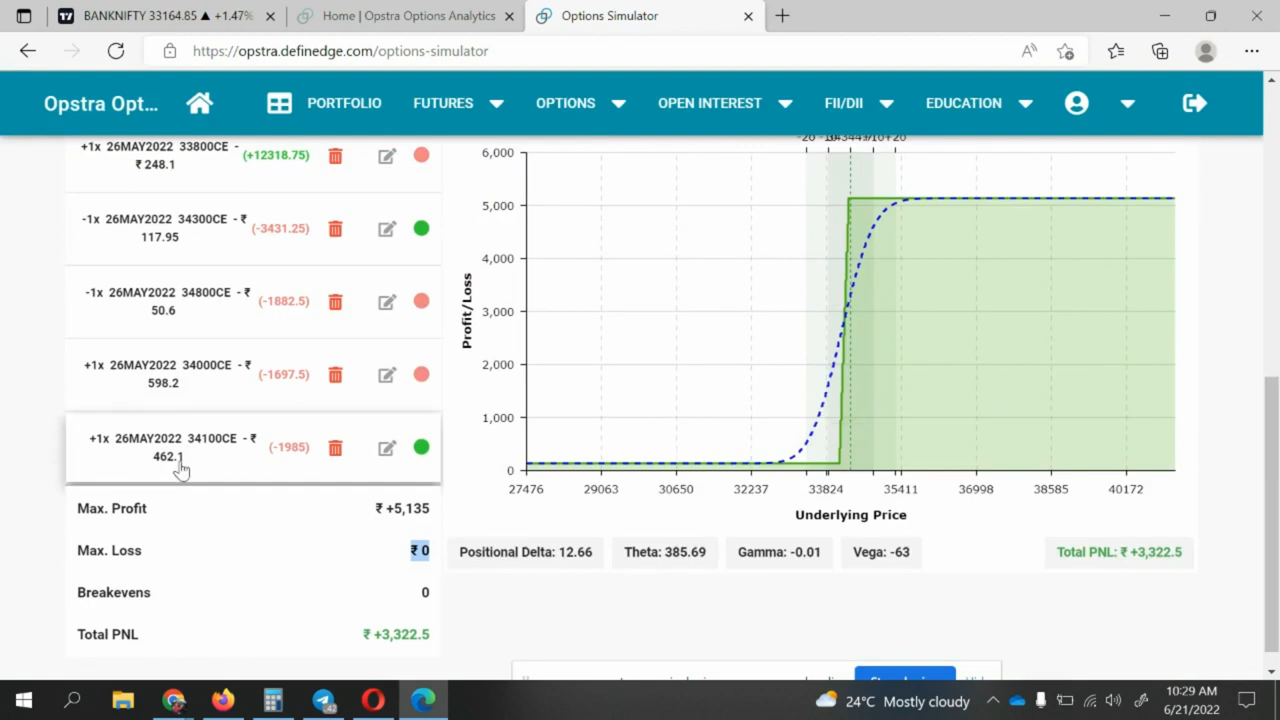 BANKNIFTY 33164.85 ▲ +1.47%
Home | Opstra Options Analytics
Options Simulator
https://opstra.definedge.com/options-simulator
Opstra Opt...
PORTFOLIO
FUTURES
OPTIONS
OPEN INTEREST
FII/DII
EDUCATION
+1x 26MAY2022 33800CE -
₹ 248.1
(+12318.75)
-1x 26MAY2022 34300CE - ₹
117.95
(-3431.25)
-1x 26MAY2022 34800CE - ₹
50.6
(-1882.5)
+1x 26MAY2022 34000CE - ₹
598.2
(-1697.5)
+1x 26MAY2022 34100CE - ₹
462.1
(-1985)
Max. Profit ₹ +5,135
Max. Loss ₹ 0
Breakevens 0
Total PNL ₹ +3,322.5
Profit/Loss
6,000
5,000
4,000
3,000
2,000
1,000
0
27476 29063 30650 32237 33824 35411 36998 38585 40172
Underlying Price
Positional Delta: 12.66
Theta: 385.69
Gamma: -0.01
Vega: -63
Total PNL: ₹ +3,322.5
24°C Mostly cloudy
10:29 AM
6/21/2022